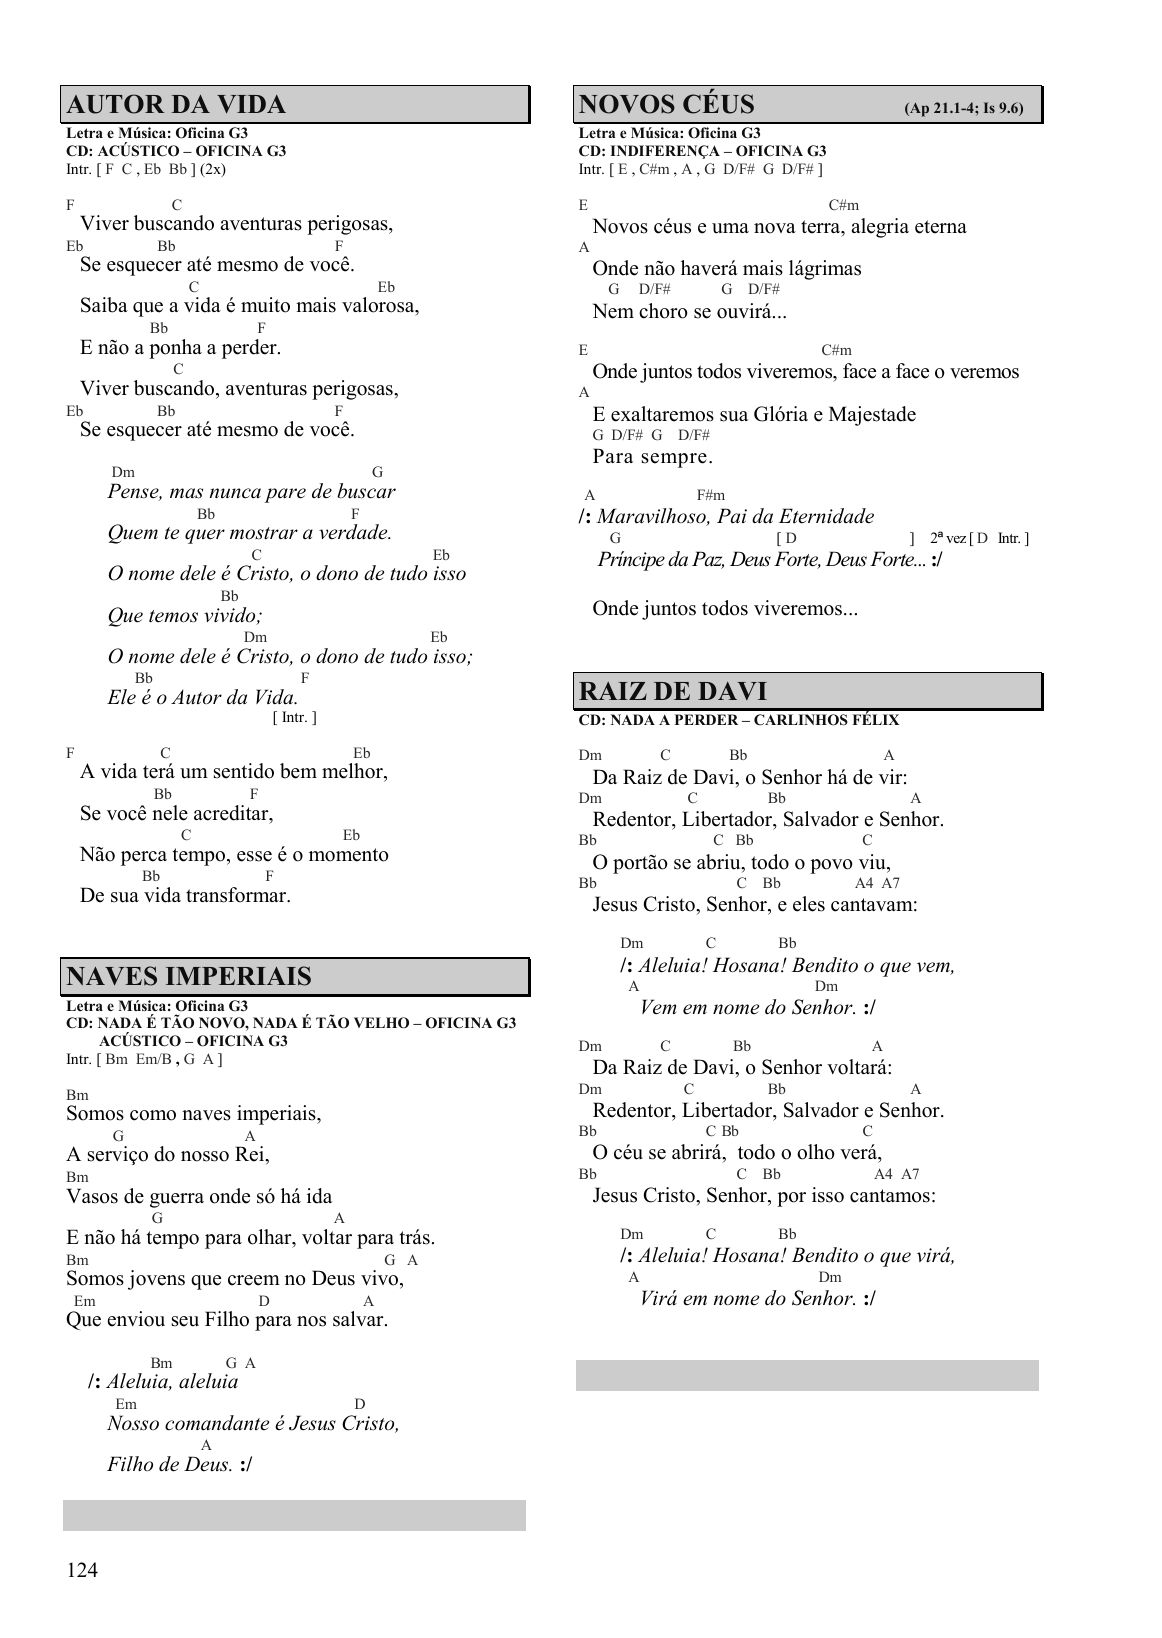 AUTOR DA VIDA
Letra e Música: Oficina G3
CD: ACÚSTICO – OFICINA G3
Intr. [ F C , Eb Bb ] (2x)
F C
Viver buscando aventuras perigosas,
Eb Bb F
Se esquecer até mesmo de você.
C Eb
Saiba que a vida é muito mais valorosa,
Bb F
E não a ponha a perder.
C
Viver buscando, aventuras perigosas,
Eb Bb F
Se esquecer até mesmo de você.
Dm G
Pense, mas nunca pare de buscar
Bb F
Quem te quer mostrar a verdade.
C Eb
O nome dele é Cristo, o dono de tudo isso
Bb
Que temos vivido;
Dm Eb
O nome dele é Cristo, o dono de tudo isso;
Bb F
Ele é o Autor da Vida.
[ Intr. ]
F C Eb
A vida terá um sentido bem melhor,
Bb F
Se você nele acreditar,
C Eb
Não perca tempo, esse é o momento
Bb F
De sua vida transformar.
NAVES IMPERIAIS
Letra e Música: Oficina G3
CD: NADA É TÃO NOVO, NADA É TÃO VELHO – OFICINA G3
ACÚSTICO – OFICINA G3
Intr. [ Bm Em/B , G A ]
Bm
Somos como naves imperiais,
G A
A serviço do nosso Rei,
Bm
Vasos de guerra onde só há ida
G A
E não há tempo para olhar, voltar para trás.
Bm G A
Somos jovens que creem no Deus vivo,
Em D A
Que enviou seu Filho para nos salvar.
Bm G A
/: Aleluia, aleluia
Em D
Nosso comandante é Jesus Cristo,
A
Filho de Deus. :/
124
NOVOS CÉUS (Ap 21.1-4; Is 9.6)
Letra e Música: Oficina G3
CD: INDIFERENÇA – OFICINA G3
Intr. [ E , C#m , A , G D/F# G D/F# ]
E C#m
Novos céus e uma nova terra, alegria eterna
A
Onde não haverá mais lágrimas
G D/F# G D/F#
Nem choro se ouvirá...
E C#m
Onde juntos todos viveremos, face a face o veremos
A
E exaltaremos sua Glória e Majestade
G D/F# G D/F#
Para sempre.
A F#m
/: Maravilhoso, Pai da Eternidade
G [ D ] 2ª vez [ D Intr. ]
Príncipe da Paz, Deus Forte, Deus Forte... :/
Onde juntos todos viveremos...
RAIZ DE DAVI
CD: NADA A PERDER – CARLINHOS FÉLIX
Dm C Bb A
Da Raiz de Davi, o Senhor há de vir:
Dm C Bb A
Redentor, Libertador, Salvador e Senhor.
Bb C Bb C
O portão se abriu, todo o povo viu,
Bb C Bb A4 A7
Jesus Cristo, Senhor, e eles cantavam:
Dm C Bb
/: Aleluia! Hosana! Bendito o que vem,
A Dm
Vem em nome do Senhor. :/
Dm C Bb A
Da Raiz de Davi, o Senhor voltará:
Dm C Bb A
Redentor, Libertador, Salvador e Senhor.
Bb C Bb C
O céu se abrirá, todo o olho verá,
Bb C Bb A4 A7
Jesus Cristo, Senhor, por isso cantamos:
Dm C Bb
/: Aleluia! Hosana! Bendito o que virá,
A Dm
Virá em nome do Senhor. :/